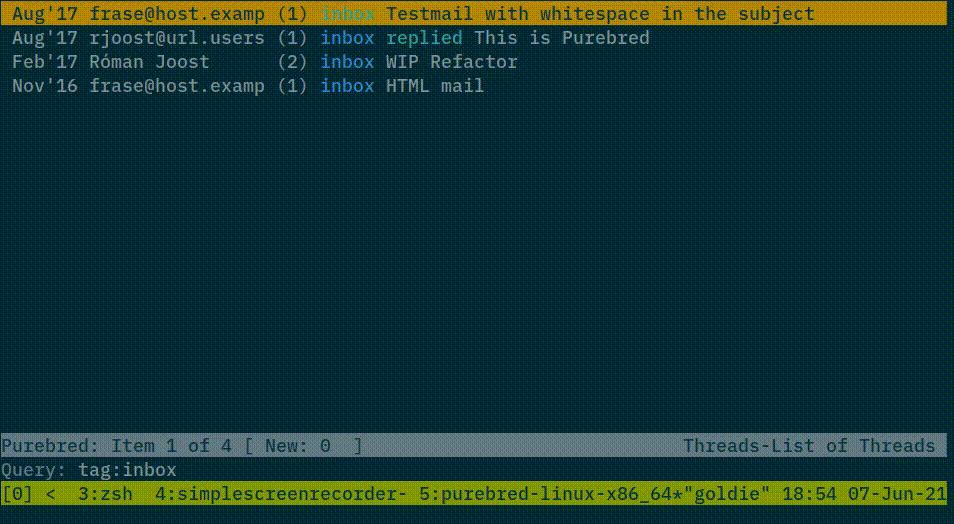 Aug'17 frase@host.examp (1) inbox Testmail with whitespace in the subject
Aug'17 rjoost@url.users (1) inbox replied This is Purebred
Feb'17 Róman Joost (2) inbox WIP Refactor
Nov'16 frase@host.examp (1) inbox HTML mail
Purebred: Item 1 of 4 [ New: 0 ] Threads-List of Threads
Query: tag:inbox
[0] < 3:zsh 4:simplescreenrecorder- 5:purebred-linux-x86_64*"goldie" 18:54 07-Jun-21